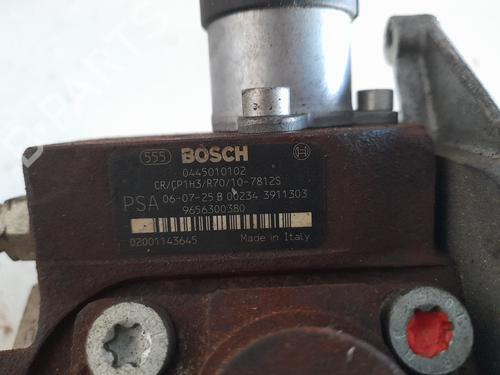 555 BOSCH
0445010102
CR/CP1H3/R70/10-7812S
PSA 06-07-25 B 00234 3911303
9656300380
02001143645 Made in Italy